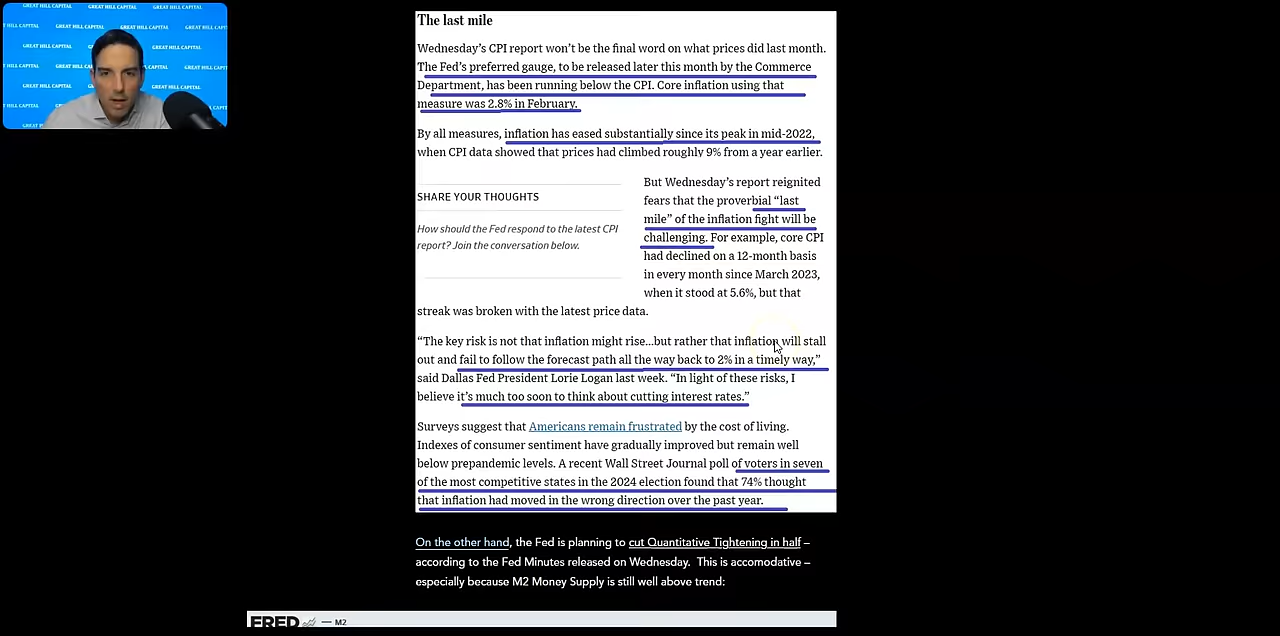 GREAT HILL CAPITAL
The last mile
Wednesday's CPI report won't be the final word on what prices did last month.
The Fed's preferred gauge, to be released later this month by the Commerce
Department, has been running below the CPI. Core inflation using that
measure was 2.8% in February.
By all measures, inflation has eased substantially since its peak in mid-2022,
when CPI data showed that prices had climbed roughly 9% from a year earlier.
SHARE YOUR THOUGHTS
How should the Fed respond to the latest CPI
report? Join the conversation below.
But Wednesday's report reignited
fears that the proverbial “last
mile” of the inflation fight will be
challenging. For example, core CPI
had declined on a 12-month basis
in every month since March 2023,
when it stood at 5.6%, but that
streak was broken with the latest price data.
“The key risk is not that inflation might rise...but rather that inflation will stall
out and fail to follow the forecast path all the way back to 2% in a timely way,”
said Dallas Fed President Lorie Logan last week. “In light of these risks, I
believe it's much too soon to think about cutting interest rates.”
Surveys suggest that Americans remain frustrated by the cost of living.
Indexes of consumer sentiment have gradually improved but remain well
below prepandemic levels. A recent Wall Street Journal poll of voters in seven
of the most competitive states in the 2024 election found that 74% thought
that inflation had moved in the wrong direction over the past year.
On the other hand, the Fed is planning to cut Quantitative Tightening in half –
according to the Fed Minutes released on Wednesday. This is accomodative –
especially because M2 Money Supply is still well above trend:
FRED — M2